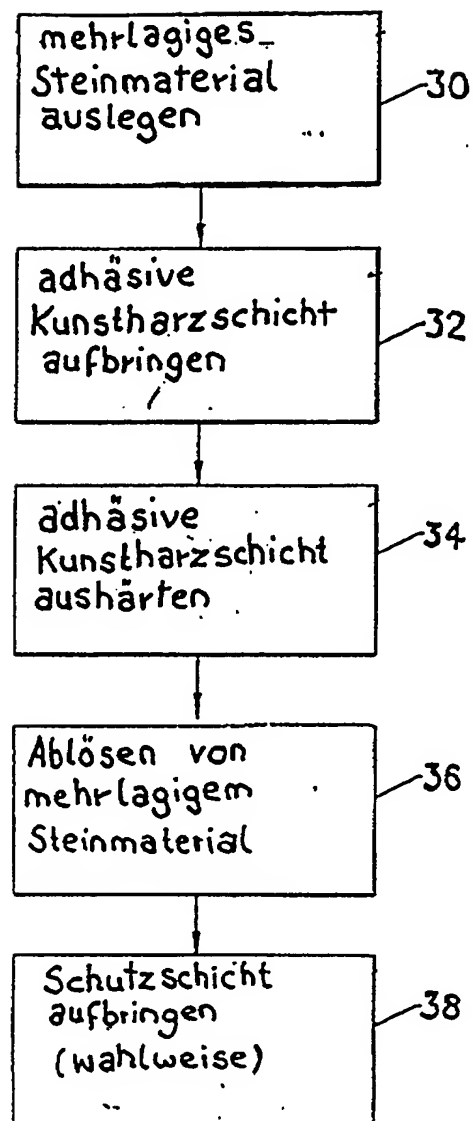 mehrlagiges
Steinmaterial
auslegen
30
adhäsive
Kunstharzschicht
aufbringen
32
adhäsive
Kunstharzschicht
aushärten
34
Ablösen von
mehrlagigem
Steinmaterial
36
Schutzschicht
aufbringen
(wahlweise)
38